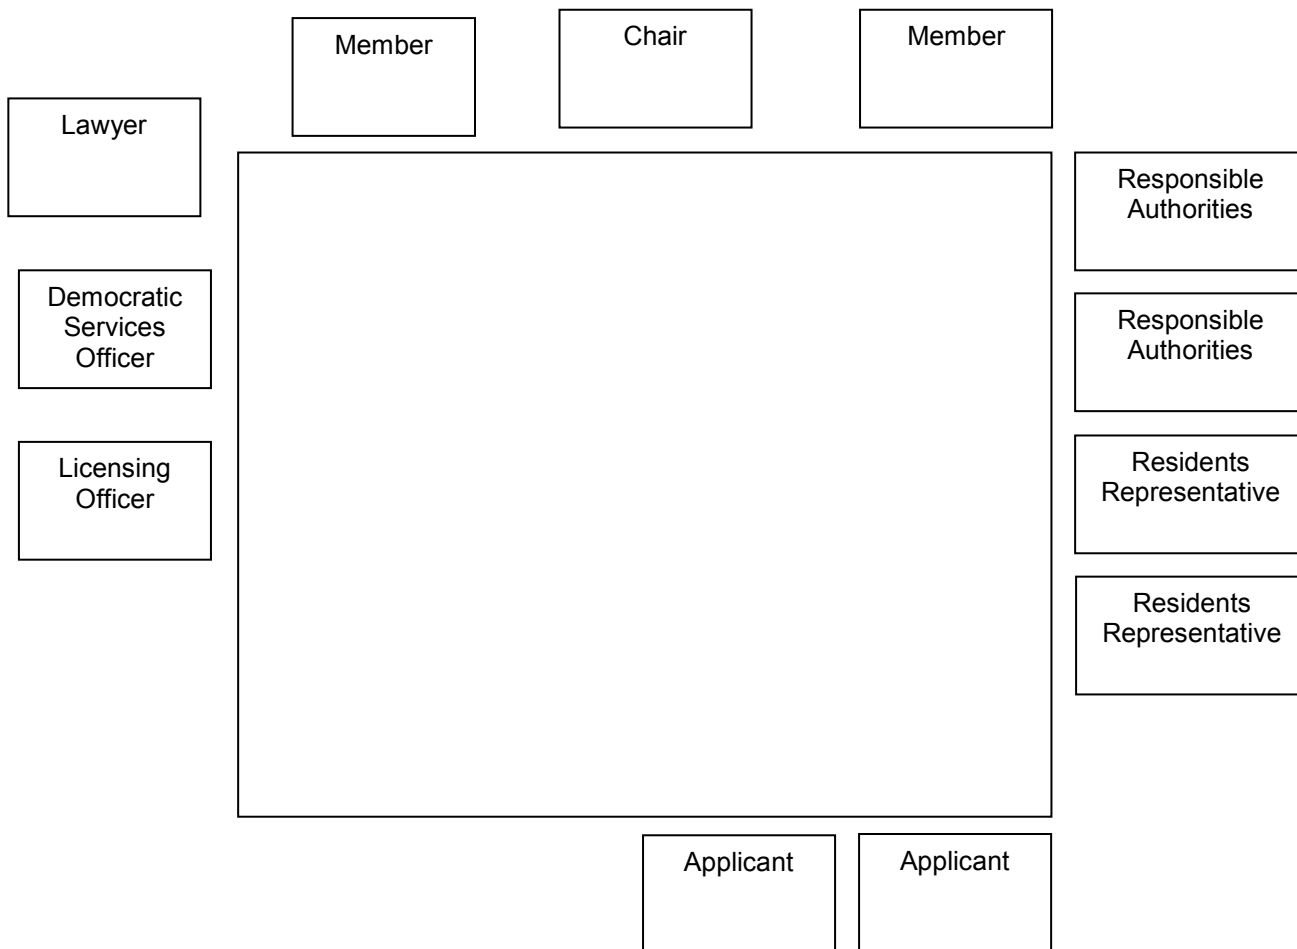 Member
Chair
Member
Lawyer
Responsible
Authorities
Democratic
Services
Officer
Responsible
Authorities
Licensing
Officer
Residents
Representative
Residents
Representative
Applicant
Applicant